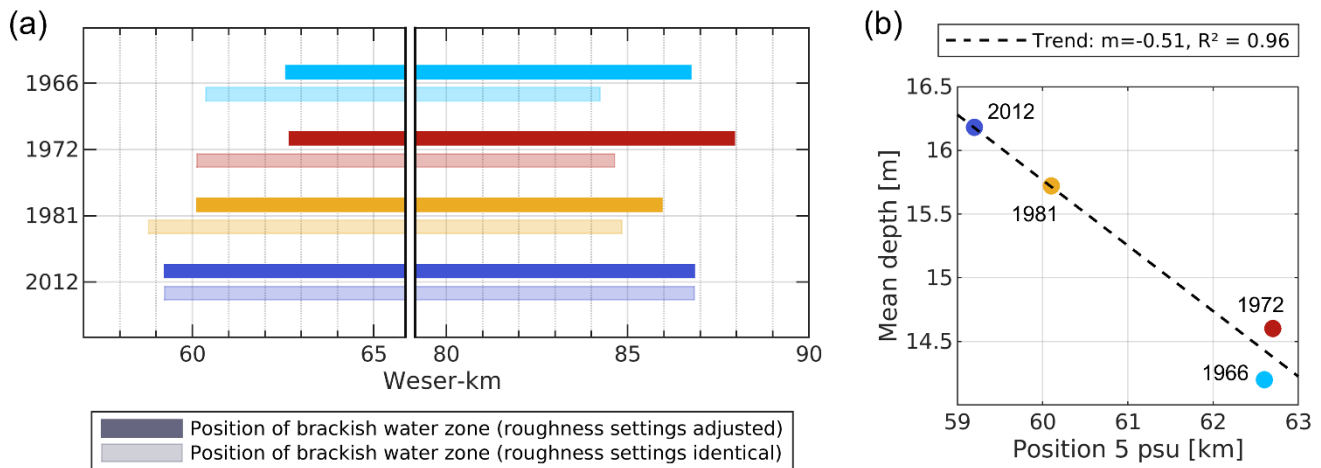 (a)
1966
1972
1981
2012
60
65
80
85
90
Weser-km
Position of brackish water zone (roughness settings adjusted)
Position of brackish water zone (roughness settings identical)
(b)
Trend: m=-0.51, R² = 0.96
16.5
16
15.5
15
14.5
Mean depth [m]
2012
1981
1972
1966
59
60
61
62
63
Position 5 psu [km]